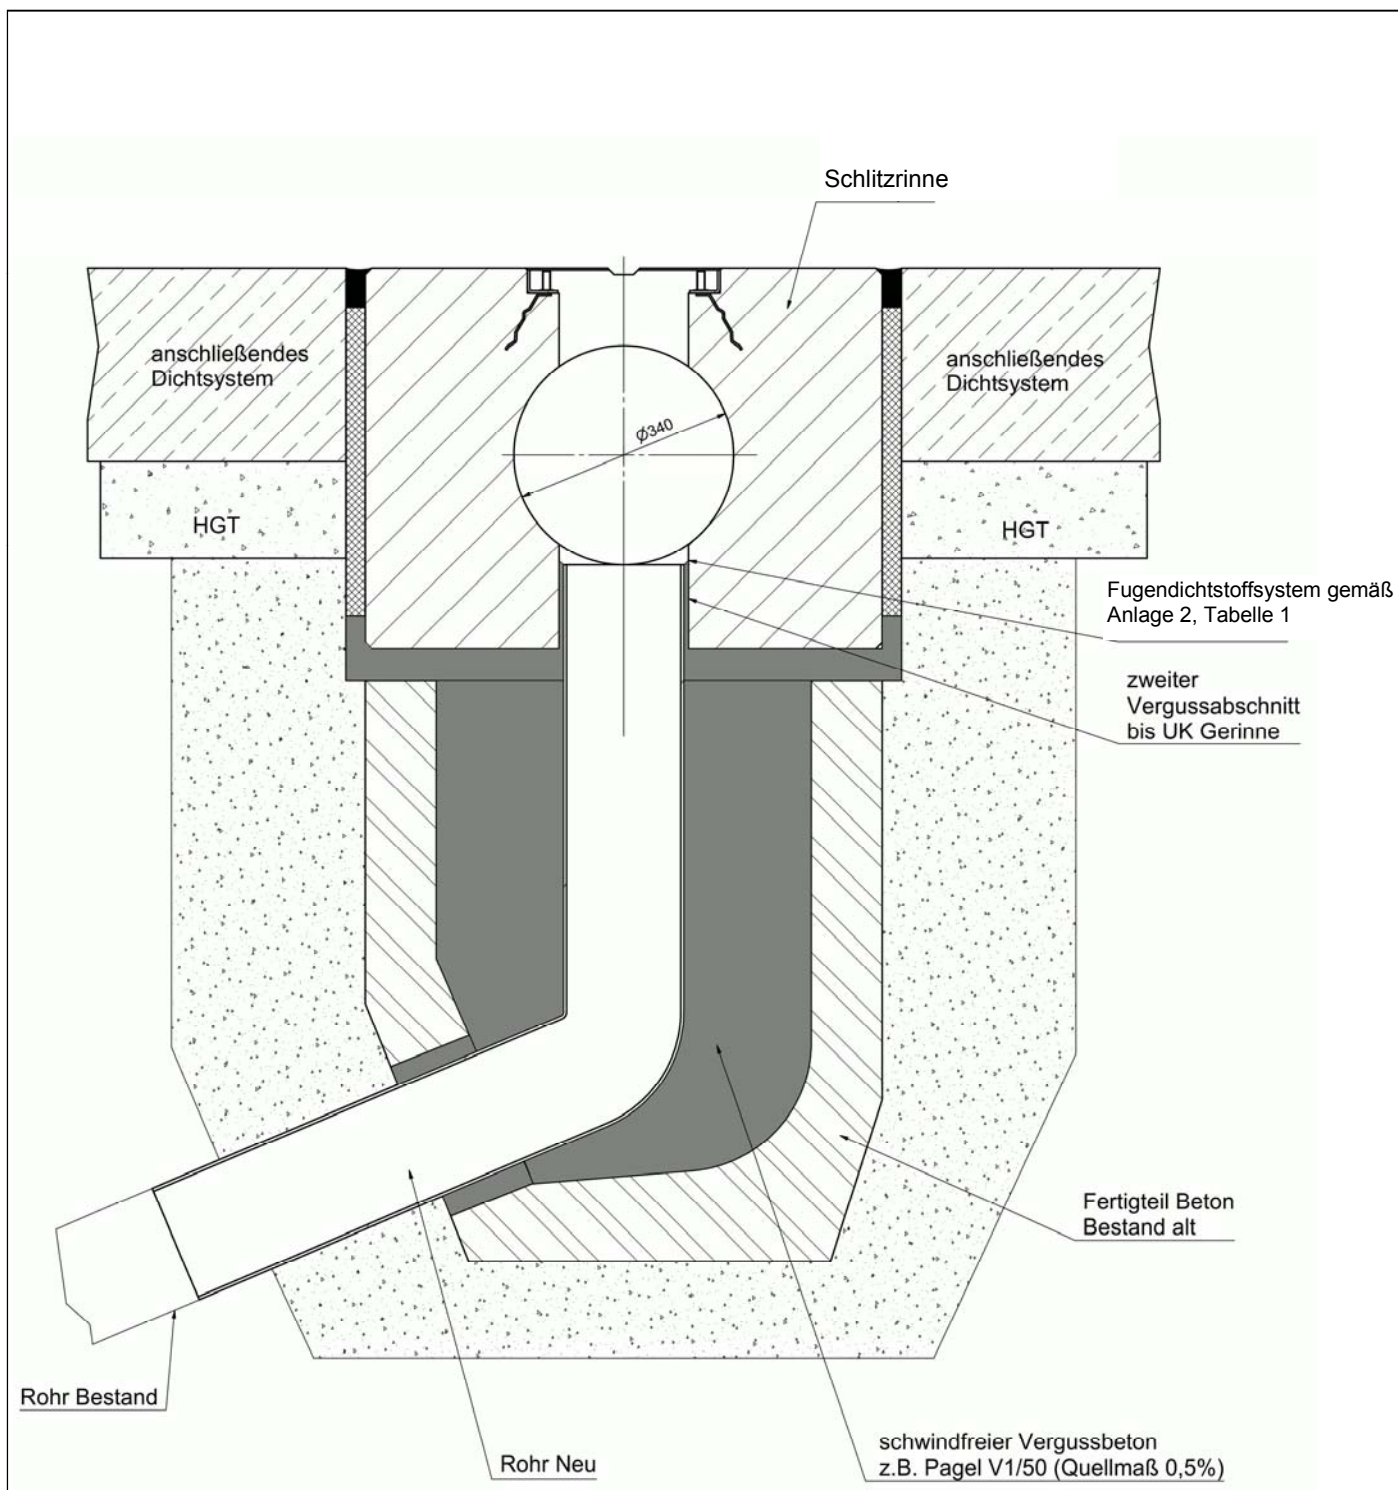 Schlitzrinne
anschließendes
Dichtsystem
anschließendes
Dichtsystem
Ø340
HGT
HGT
Fugendichtstoffsystem gemäß
Anlage 2, Tabelle 1
zweiter
Vergussabschnitt
bis UK Gerinne
Fertigteil Beton
Bestand alt
Rohr Bestand
Rohr Neu
schwindfreier Vergussbeton
z.B. Pagel V1/50 (Quellmaß 0,5%)